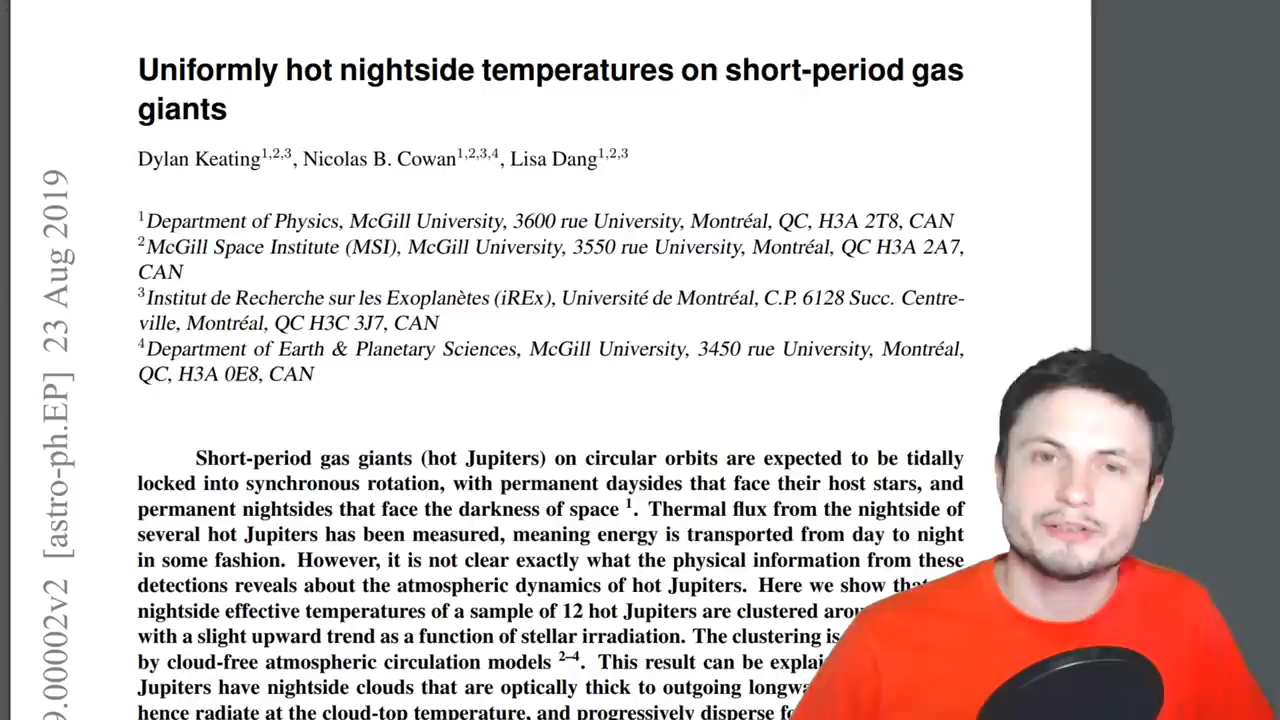 Uniformly hot nightside temperatures on short-period gas
giants
Dylan Keating1,2,3, Nicolas B. Cowan1,2,3,4, Lisa Dang1,2,3
1Department of Physics, McGill University, 3600 rue University, Montréal, QC, H3A 2T8, CAN
2McGill Space Institute (MSI), McGill University, 3550 rue University, Montréal, QC H3A 2A7,
CAN
3Institut de Recherche sur les Exoplanètes (iREx), Université de Montréal, C.P. 6128 Succ. Centre-
ville, Montréal, QC H3C 3J7, CAN
4Department of Earth & Planetary Sciences, McGill University, 3450 rue University, Montréal,
QC, H3A 0E8, CAN
Short-period gas giants (hot Jupiters) on circular orbits are expected to be tidally
locked into synchronous rotation, with permanent daysides that face their host stars, and
permanent nightsides that face the darkness of space 1. Thermal flux from the nightside of
several hot Jupiters has been measured, meaning energy is transported from day to night
in some fashion. However, it is not clear exactly what the physical information from these
detections reveals about the atmospheric dynamics of hot Jupiters. Here we show
nightside effective temperatures of a sample of 12 hot Jupiters are clustered
with a slight upward trend as a function of stellar irradiation. The clustering is
by cloud-free atmospheric circulation models 2–4. This result can be
Jupiters have nightside clouds that are optically thick to outgoing
hence radiate at the cloud-top temperature, and progressively disperse
9.00002v2 [astro-ph.EP] 23 Aug 2019